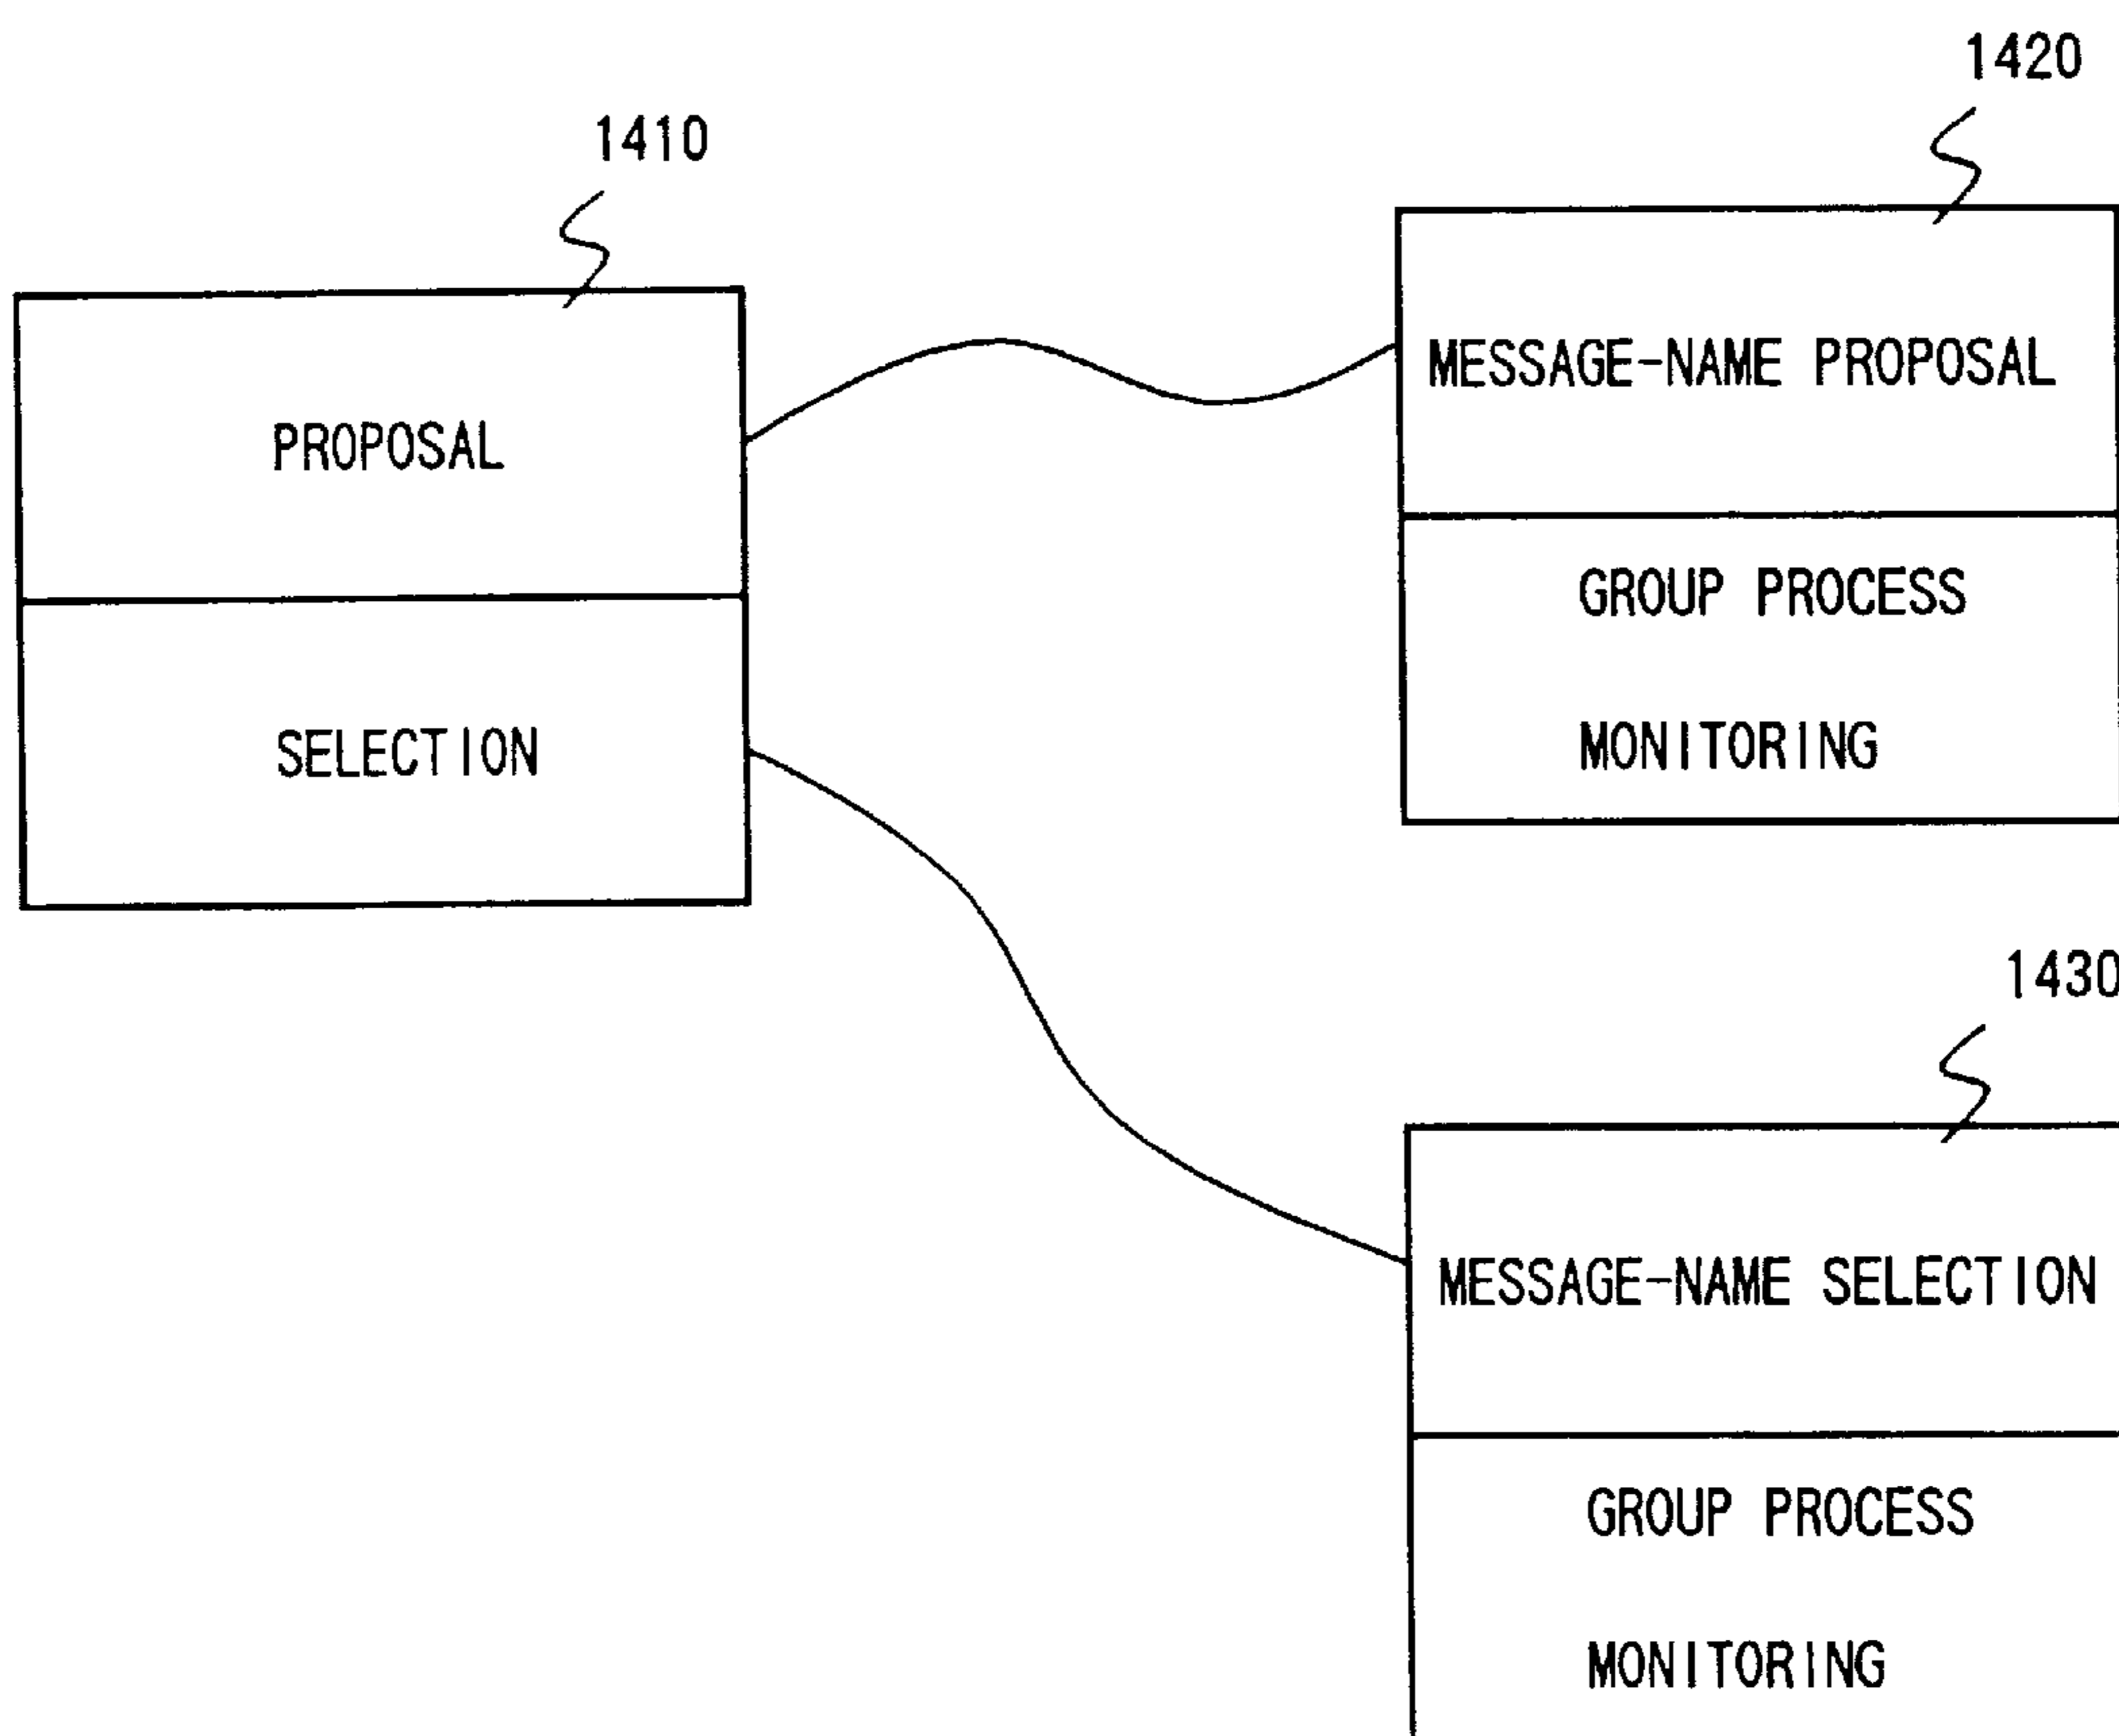 1420
1410
MESSAGE-NAME PROPOSAL
PROPOSAL
GROUP PROCESS
MONITORING
SELECTION
1430
MESSAGE-NAME SELECTION
GROUP PROCESS
MONITORING